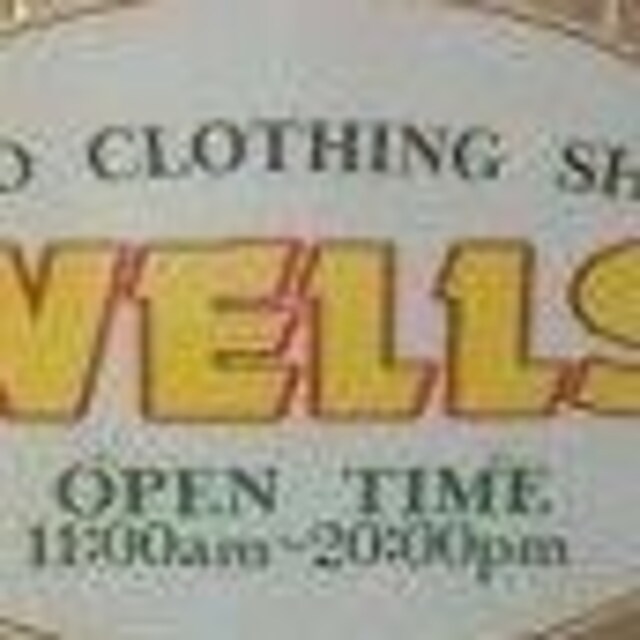 CLOTHING
WELLS
OPEN TIME
11:00am~20:00pm